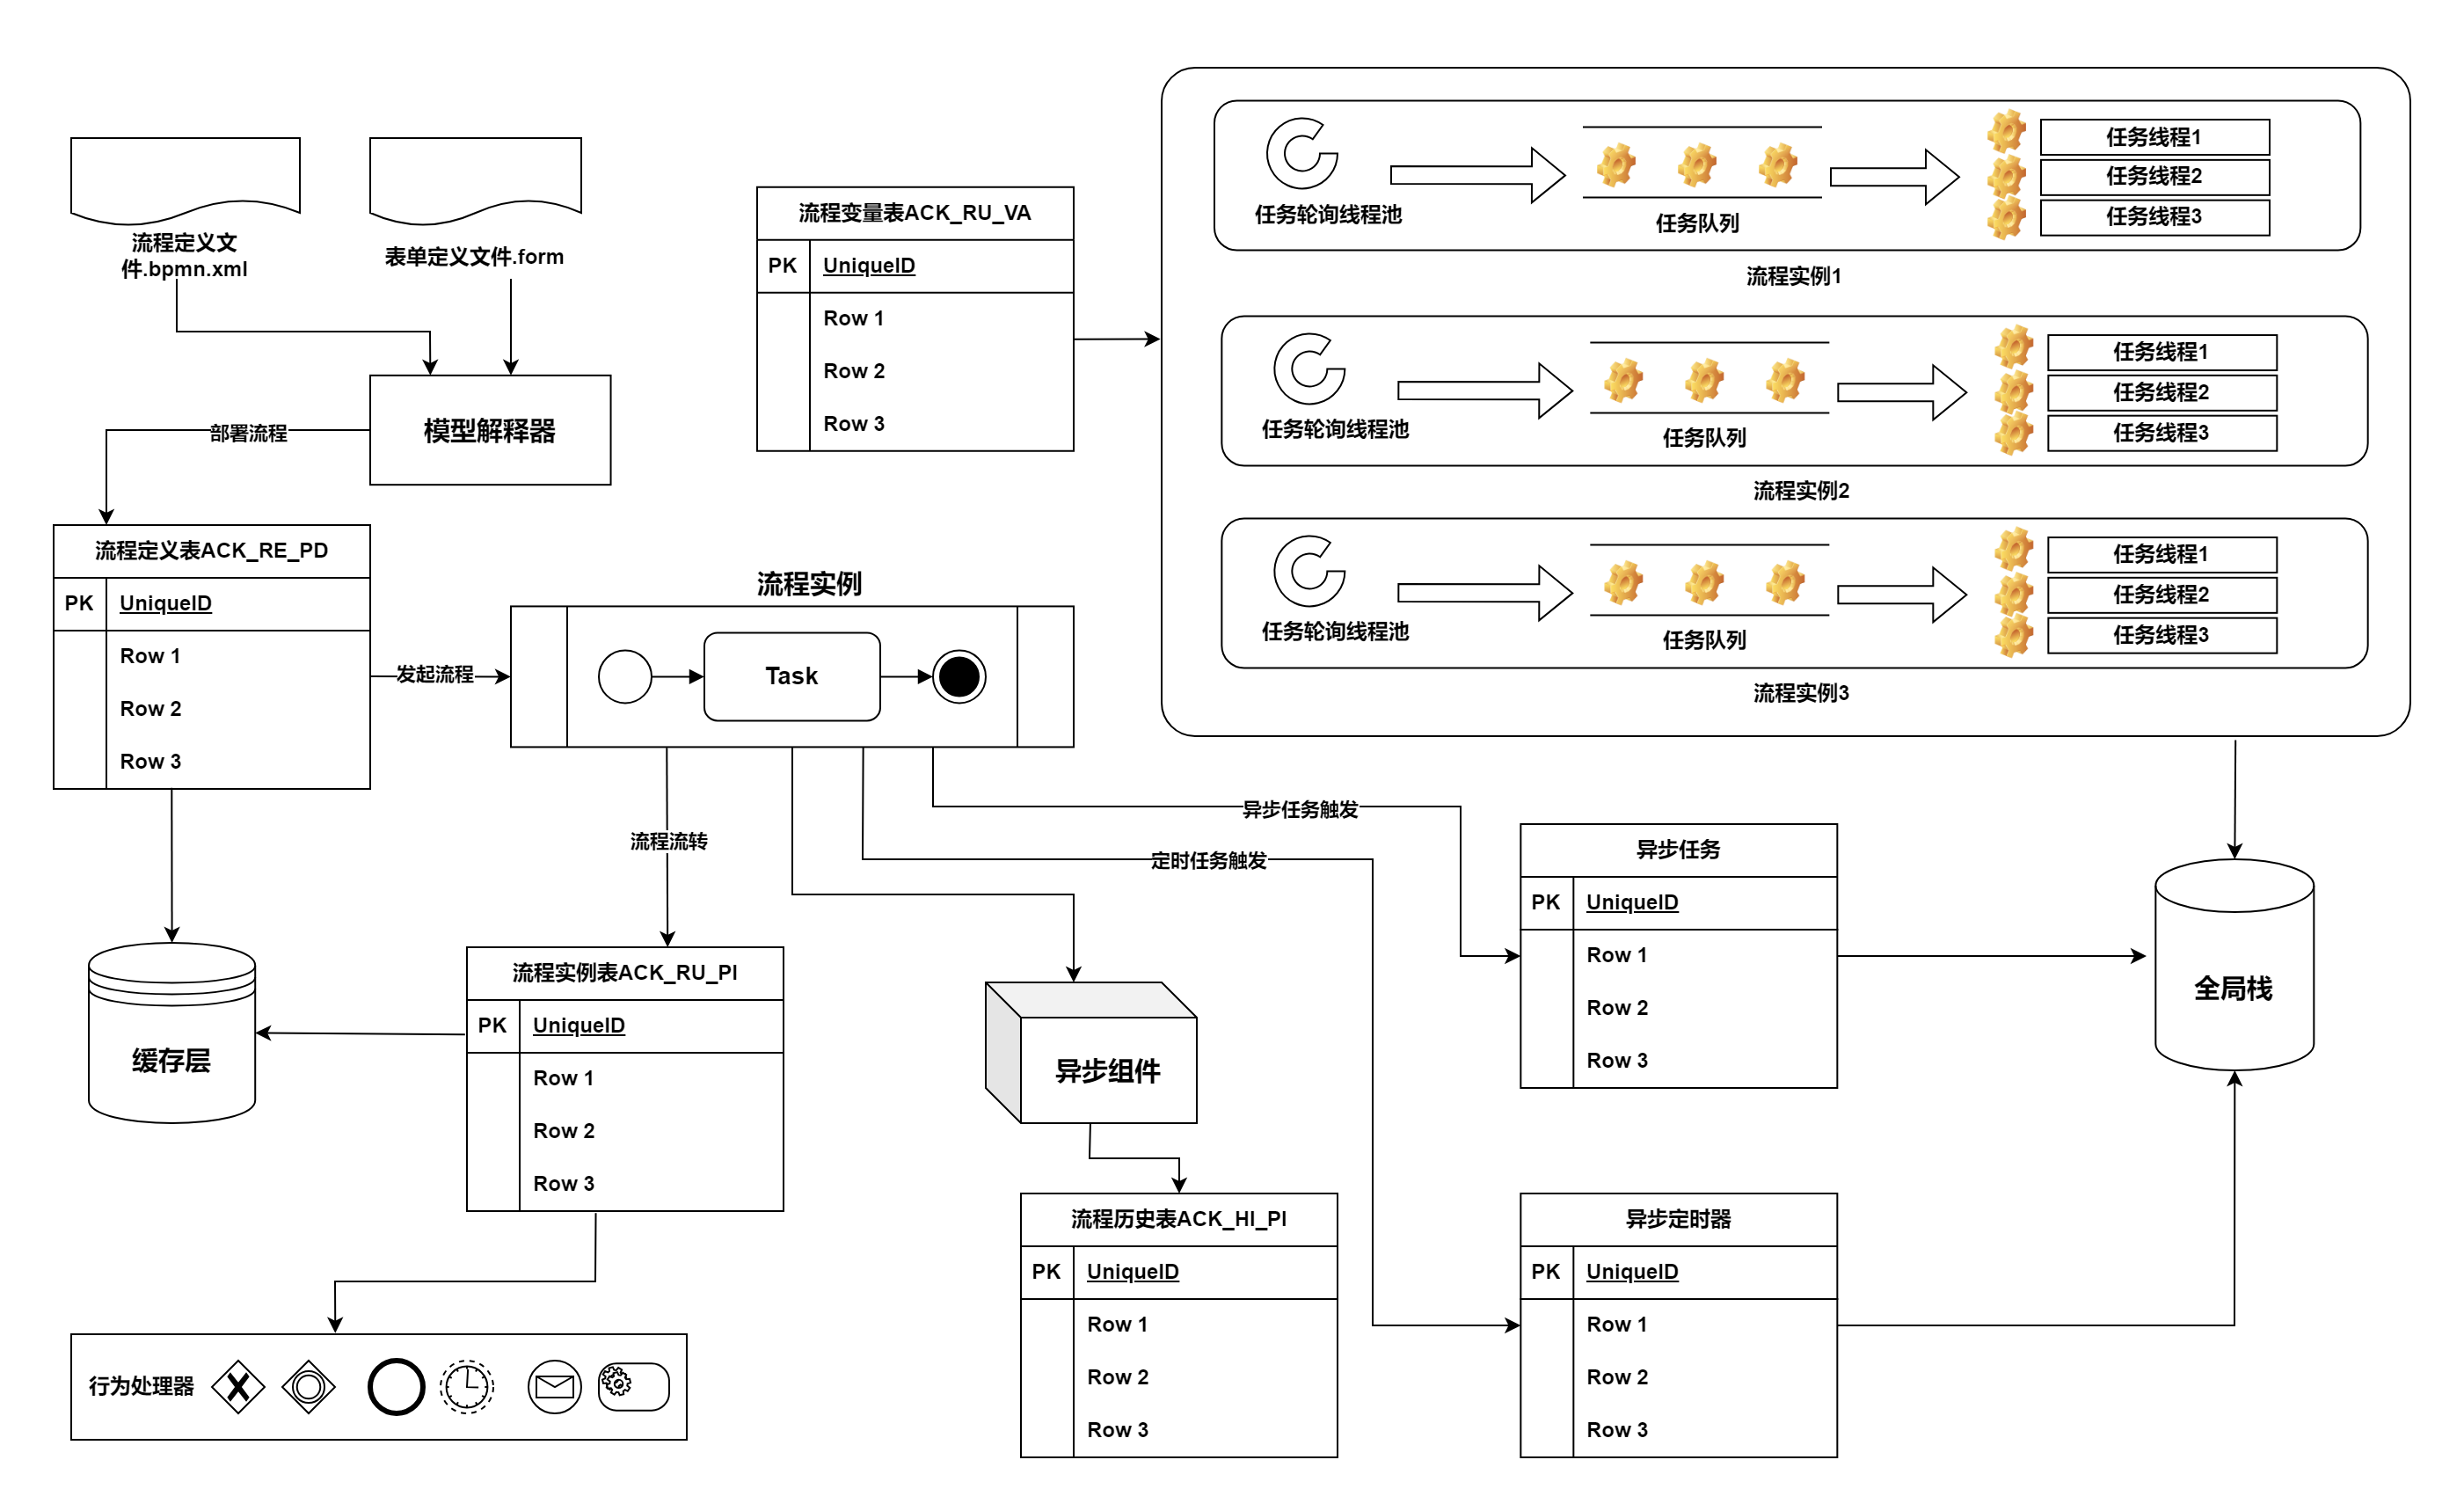 流程定义文
件.bpmn.xml
表单定义文件.form
模型解释器
部署流程
流程定义表ACK_RE_PD
PK
UniqueID
Row 1
Row 2
Row 3
发起流程
缓存层
流程变量表ACK_RU_VA
PK
UniqueID
Row 1
Row 2
Row 3
任务轮询线程池
任务队列
任务线程1
任务线程2
任务线程3
流程实例1
任务轮询线程池
任务队列
任务线程1
任务线程2
任务线程3
流程实例2
任务轮询线程池
任务队列
任务线程1
任务线程2
任务线程3
流程实例3
流程实例
Task
流程流转
异步任务触发
定时任务触发
流程实例表ACK_RU_PI
PK
UniqueID
Row 1
Row 2
Row 3
行为处理器
异步组件
流程历史表ACK_HI_PI
PK
UniqueID
Row 1
Row 2
Row 3
异步任务
PK
UniqueID
Row 1
Row 2
Row 3
异步定时器
PK
UniqueID
Row 1
Row 2
Row 3
全局栈